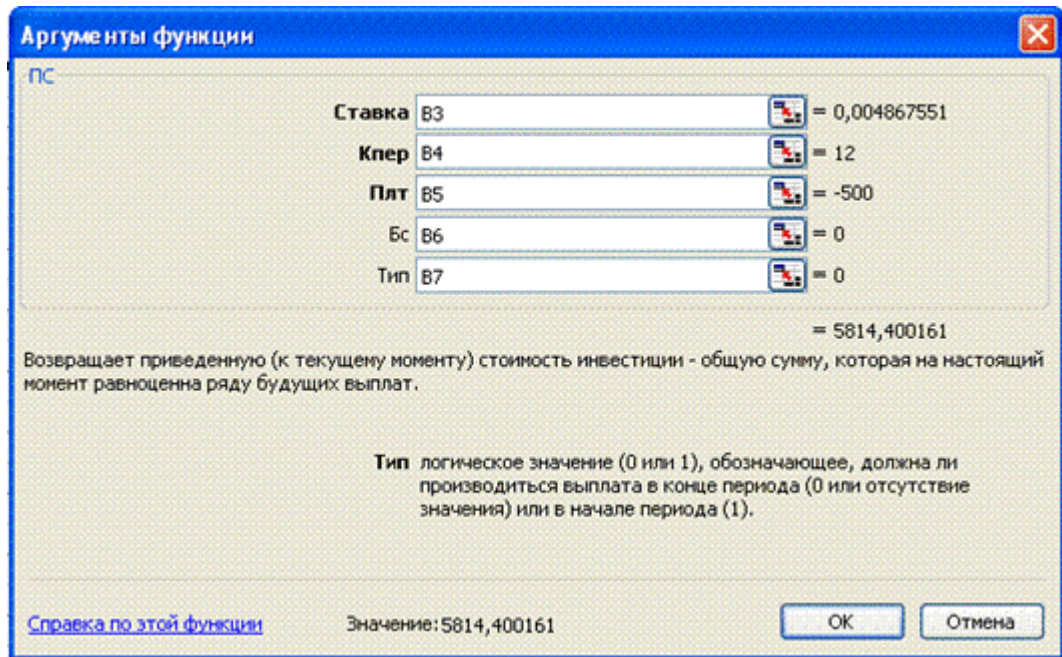 Аргументы функции
ПС
Ставка B3 = 0,004867551
Кпер B4 = 12
Плт B5 = -500
Бс B6 = 0
Тип B7 = 0
= 5814,400161
Возвращает приведенную (к текущему моменту) стоимость инвестиции - общую сумму, которая на настоящий
момент равноценна ряду будущих выплат.
Тип логическое значение (0 или 1), обозначающее, должна ли
производиться выплата в конце периода (0 или отсутствие
значения) или в начале периода (1).
Справка по этой функции Значение:5814,400161 OK Отмена